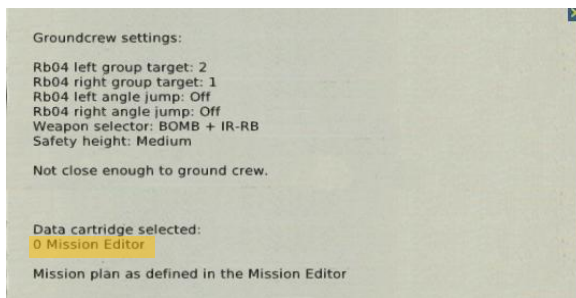 Groundcrew settings:
Rb04 left group target: 2
Rb04 right group target: 1
Rb04 left angle jump: Off
Rb04 right angle jump: Off
Weapon selector: BOMB + IR-RB
Safety height: Medium
Not close enough to ground crew.
Data cartridge selected:
0 Mission Editor
Mission plan as defined in the Mission Editor